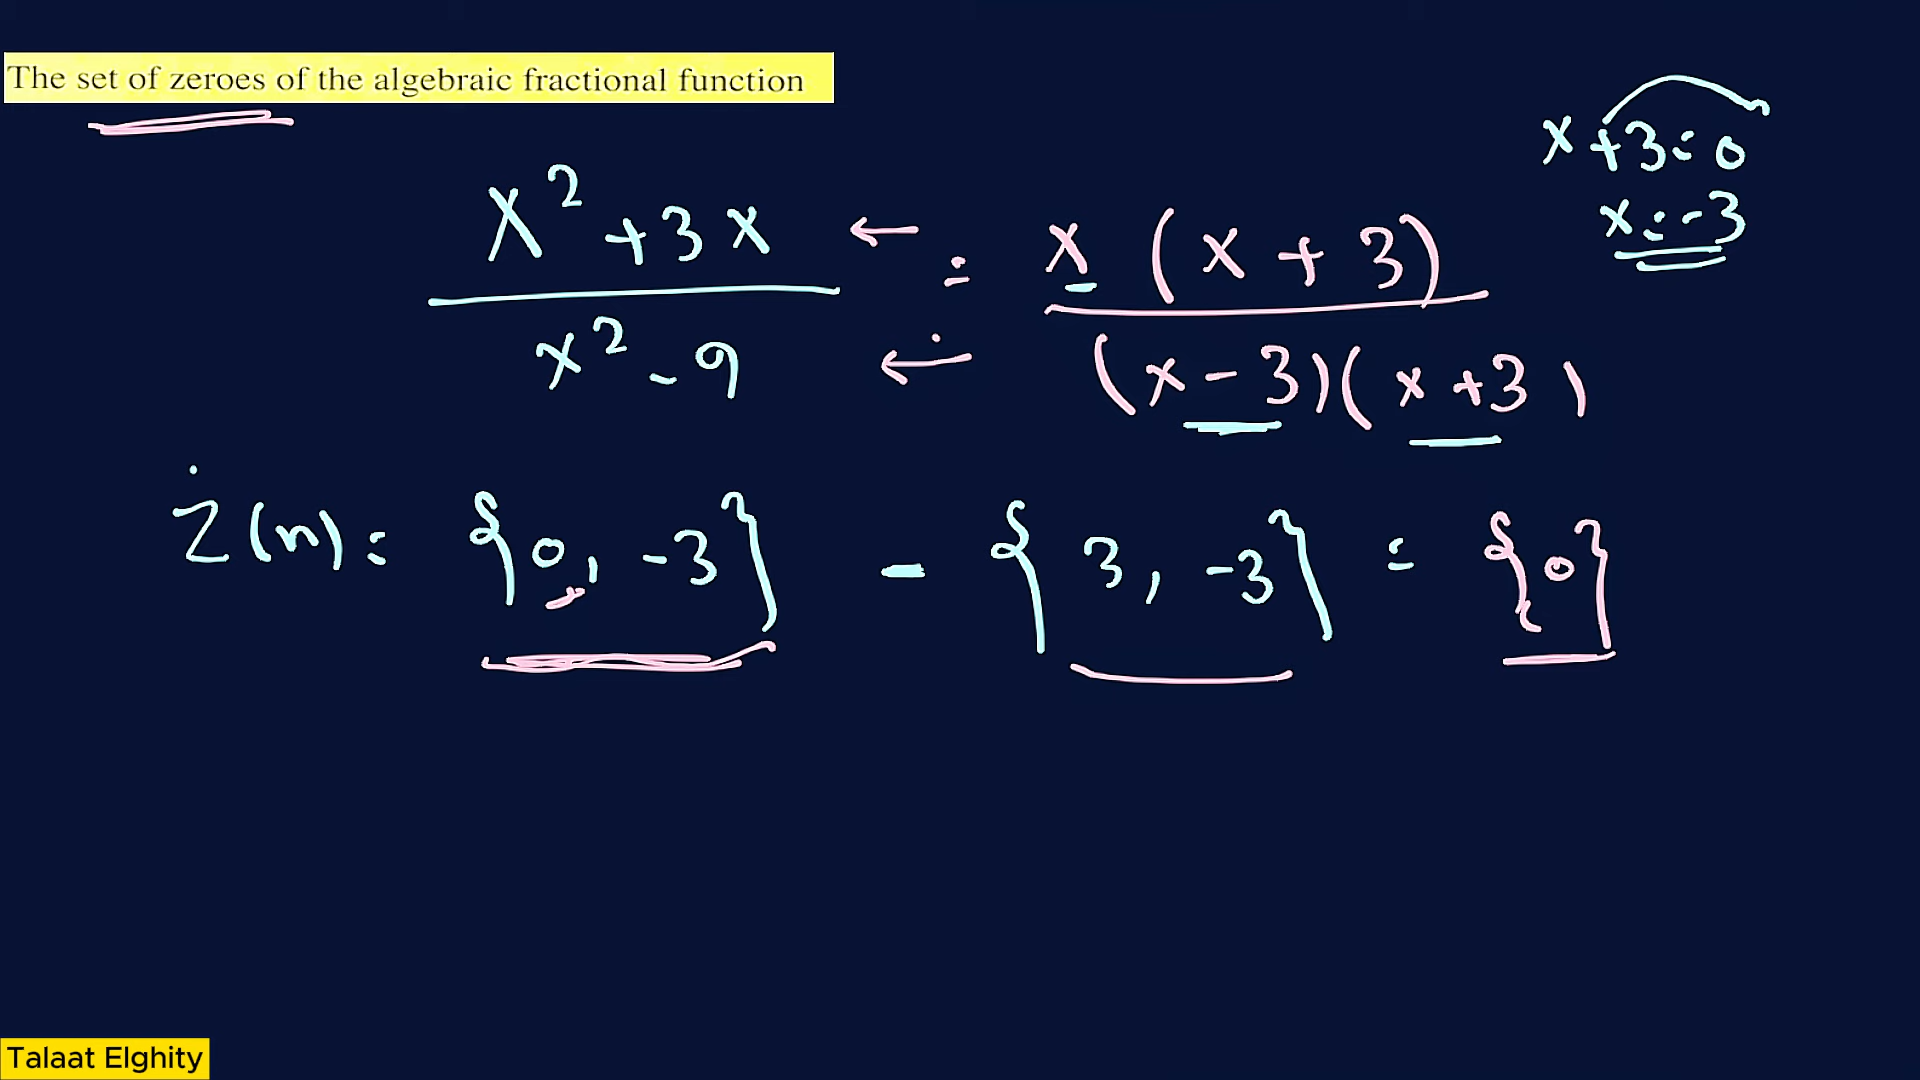 The set of zeroes of the algebraic fractional function
x + 3 = 0
x = -3
x² + 3x ← = x (x + 3)
x² - 9 ← (x - 3)(x + 3)
Z(n) = {0, -3} - {3, -3} = {0}
Talaat Elghity